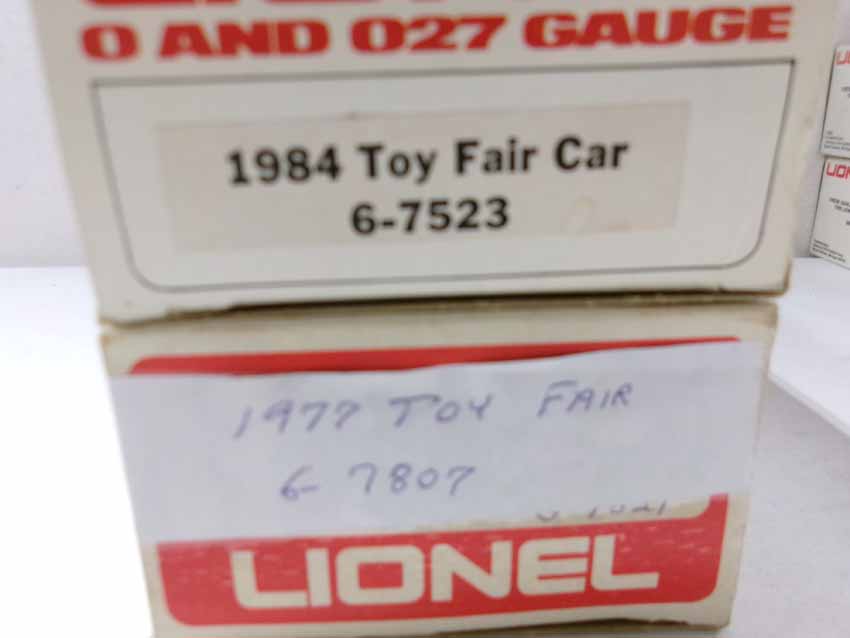 O AND O27 GAUGE
1984 Toy Fair Car
6-7523
1977 TOY FAIR
6-7807
LIONEL